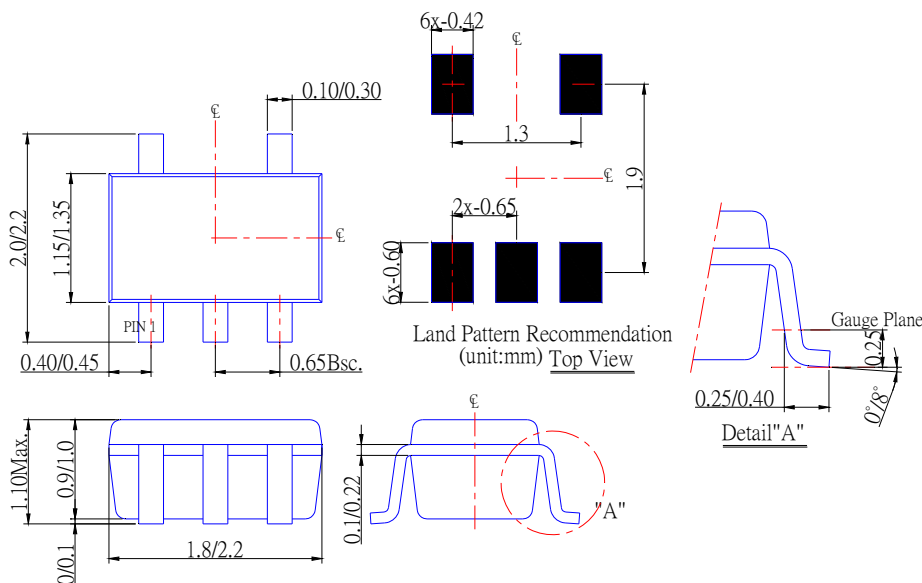 6x-0.42
℄
0.10/0.30
℄
1.3
2.0/2.2
1.15/1.35
℄
℄
1.9
2x-0.65
6x-0.60
PIN 1
0.40/0.45
0.65Bsc.
Land Pattern Recommendation
(unit:mm) Top View
Gauge Plane
0.25
0.25/0.40
0°/8°
Detail"A"
℄
1.10Max.
0.9/1.0
0.1/0.22
"A"
1.8/2.2
0/0.1